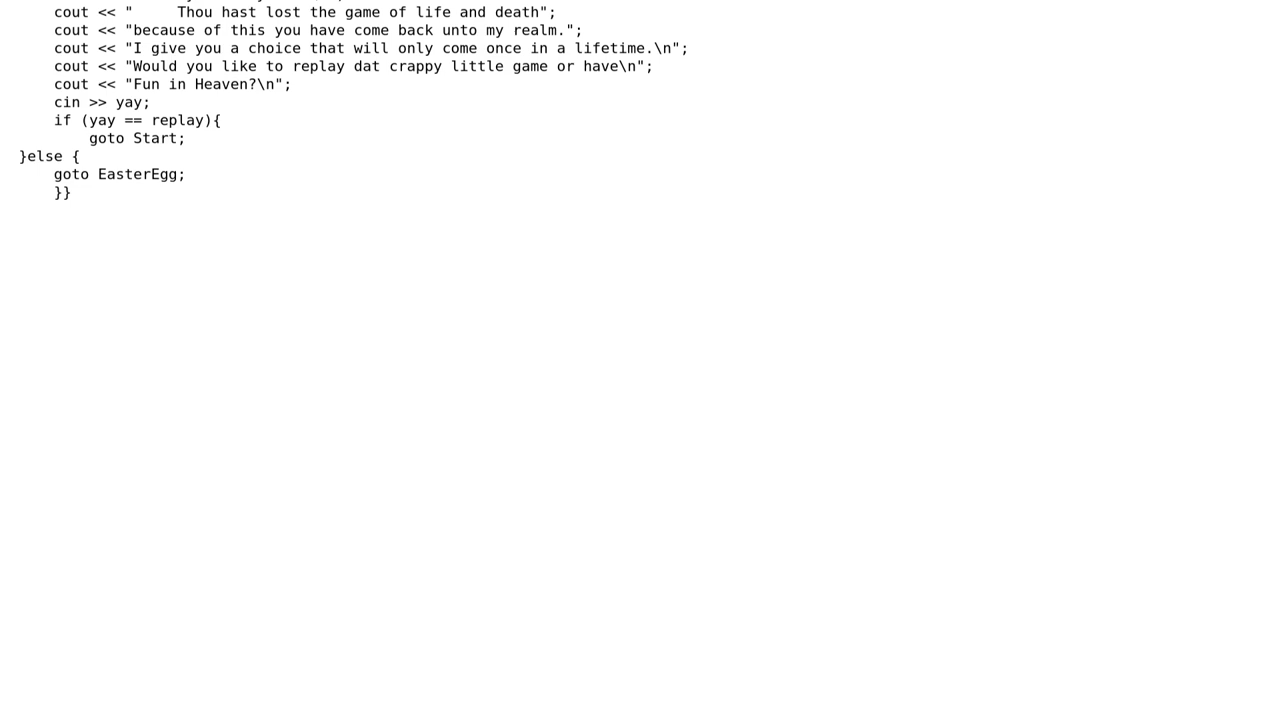 cout << "     Thou hast lost the game of life and death";
    cout << "because of this you have come back unto my realm.";
    cout << "I give you a choice that will only come once in a lifetime.\n";
    cout << "Would you like to replay dat crappy little game or have\n";
    cout << "Fun in Heaven?\n";
    cin >> yay;
    if (yay == replay){
        goto Start;
}else {
    goto EasterEgg;
    }}